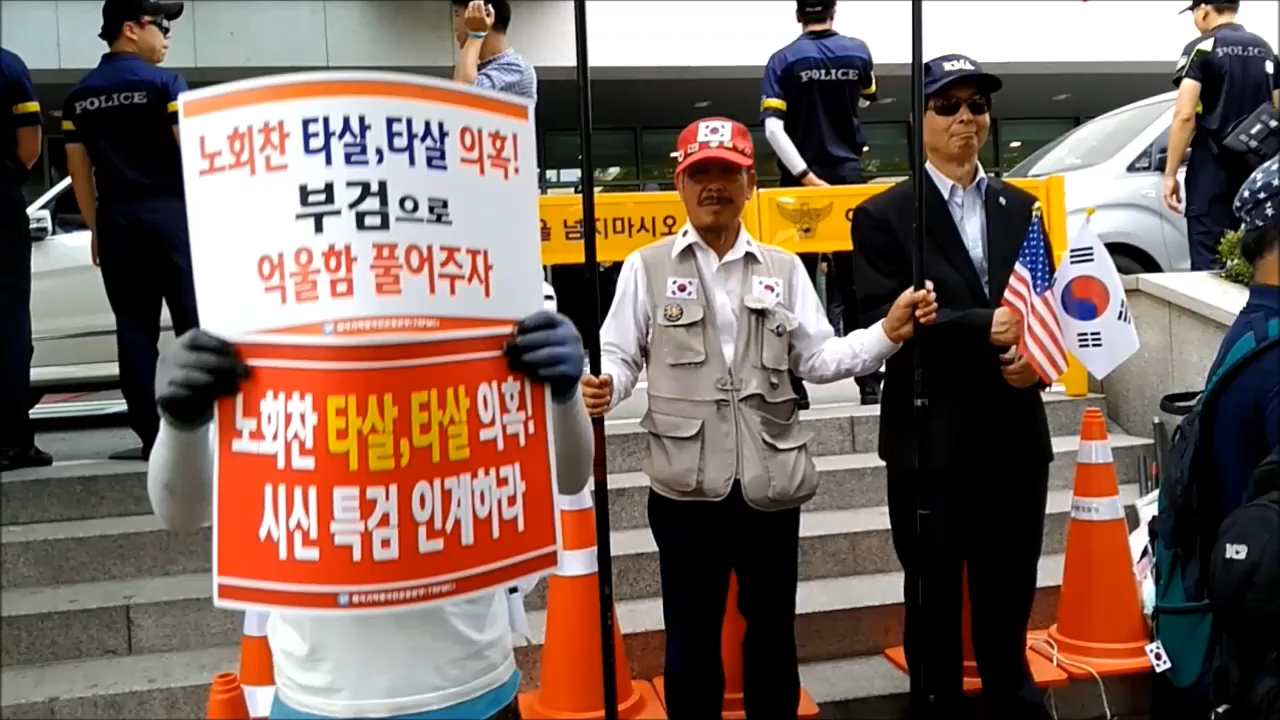 POLICE
POLICE
POLICE
KMA
노회찬 타살,타살 의혹!
부검으로
억울함 풀어주자
노회찬 타살,타살 의혹!
시신 특검 인계하라
넘지마시오
K2